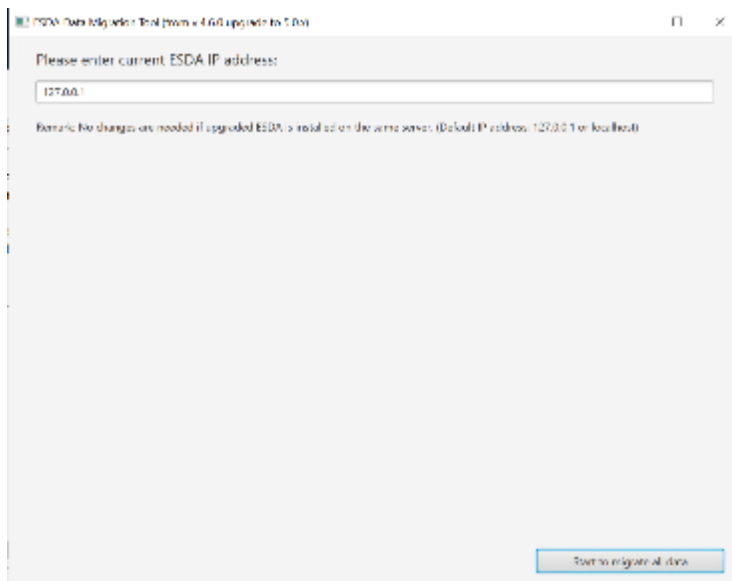 ESDA Data Migration Tool (from v4.6.0 upgrade to 5.0.x)
Please enter current ESDA IP address:
127.0.0.1
Remark: No changes are needed if upgraded ESDA is installed on the same server. (Default IP address: 127.0.0.1 or localhost)
Start to migrate all data